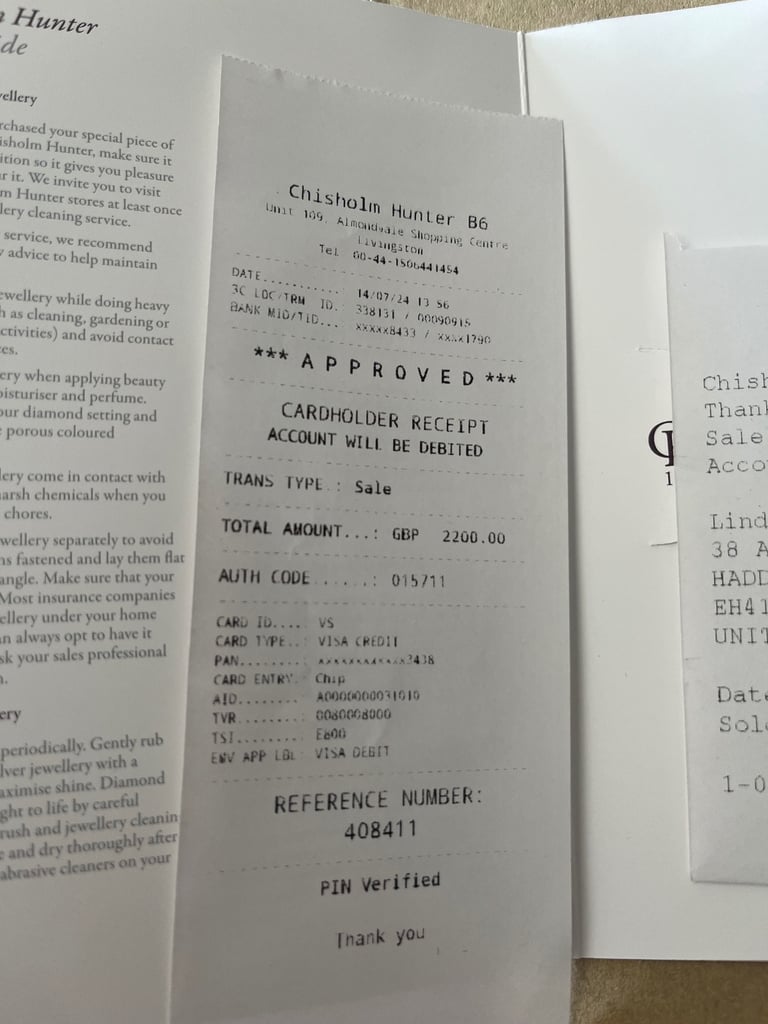 Hunter
ellery
rchased your special piece of
isholm Hunter, make sure it
ition so it gives you pleasure
r it. We invite you to visit
m Hunter stores at least once
lery cleaning service.
service, we recommend
advice to help maintain
ewellery while doing heavy
h as cleaning, gardening or
ctivities) and avoid contact
es.
ery when applying beauty
oisturiser and perfume.
our diamond setting and
porous coloured
lery come in contact with
arsh chemicals when you
chores.
wellery separately to avoid
ns fastened and lay them flat
angle. Make sure that your
Most insurance companies
ellery under your home
n always opt to have it
sk your sales professional
ery
periodically. Gently rub
lver jewellery with a
aximise shine. Diamond
ght to life by careful
rush and jewellery cleanin
e and dry thoroughly after
abrasive cleaners on your
Chisholm Hunter B6
Unit 109, Almondvale Shopping Centre
Livingston
Tel 00-44-1506441454
DATE........ 14/07/24 13 56
3C LOC/TRM ID. 338131 / 00090915
BANK MID/TID... xxxxx8433 / xxxx1790
*** A P P R O V E D ***
CARDHOLDER RECEIPT
ACCOUNT WILL BE DEBITED
TRANS TYPE.: Sale
TOTAL AMOUNT...: GBP 2200.00
AUTH CODE......: 015711
CARD ID....: VS
CARD TYPE..: VISA CREDIT
PAN........: xxxxxxxxxxxx3438
CARD ENTRY: Chip
AID........: A0000000031010
TVR........: 0080008000
TSI........: E800
ENV APP LBL: VISA DEBIT
REFERENCE NUMBER:
408411
PIN Verified
Thank you
Chish
Thank
Sale
Acco
Lind
38 A
HADD
EH41
UNIT
Date
Sol
1-0